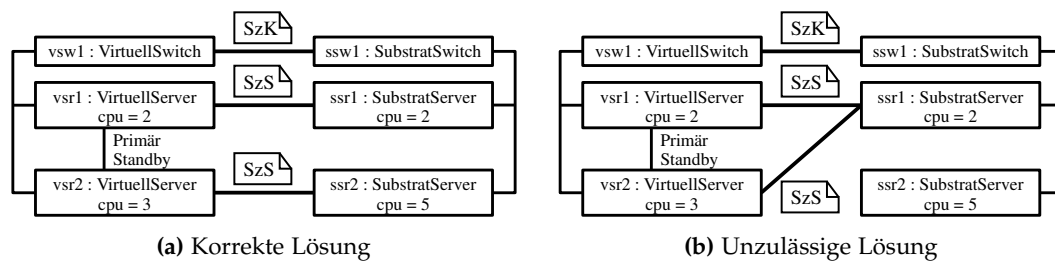 SzK
vsw1 : VirtuellSwitch
ssw1 : SubstratSwitch
SzS
vsr1 : VirtuellServer
cpu = 2
ssr1 : SubstratServer
cpu = 2
Primär
Standby
SzS
vsr2 : VirtuellServer
cpu = 3
ssr2 : SubstratServer
cpu = 5
(a) Korrekte Lösung
SzK
vsw1 : VirtuellSwitch
ssw1 : SubstratSwitch
SzS
vsr1 : VirtuellServer
cpu = 2
ssr1 : SubstratServer
cpu = 2
Primär
Standby
vsr2 : VirtuellServer
cpu = 3
SzS
ssr2 : SubstratServer
cpu = 5
(b) Unzulässige Lösung